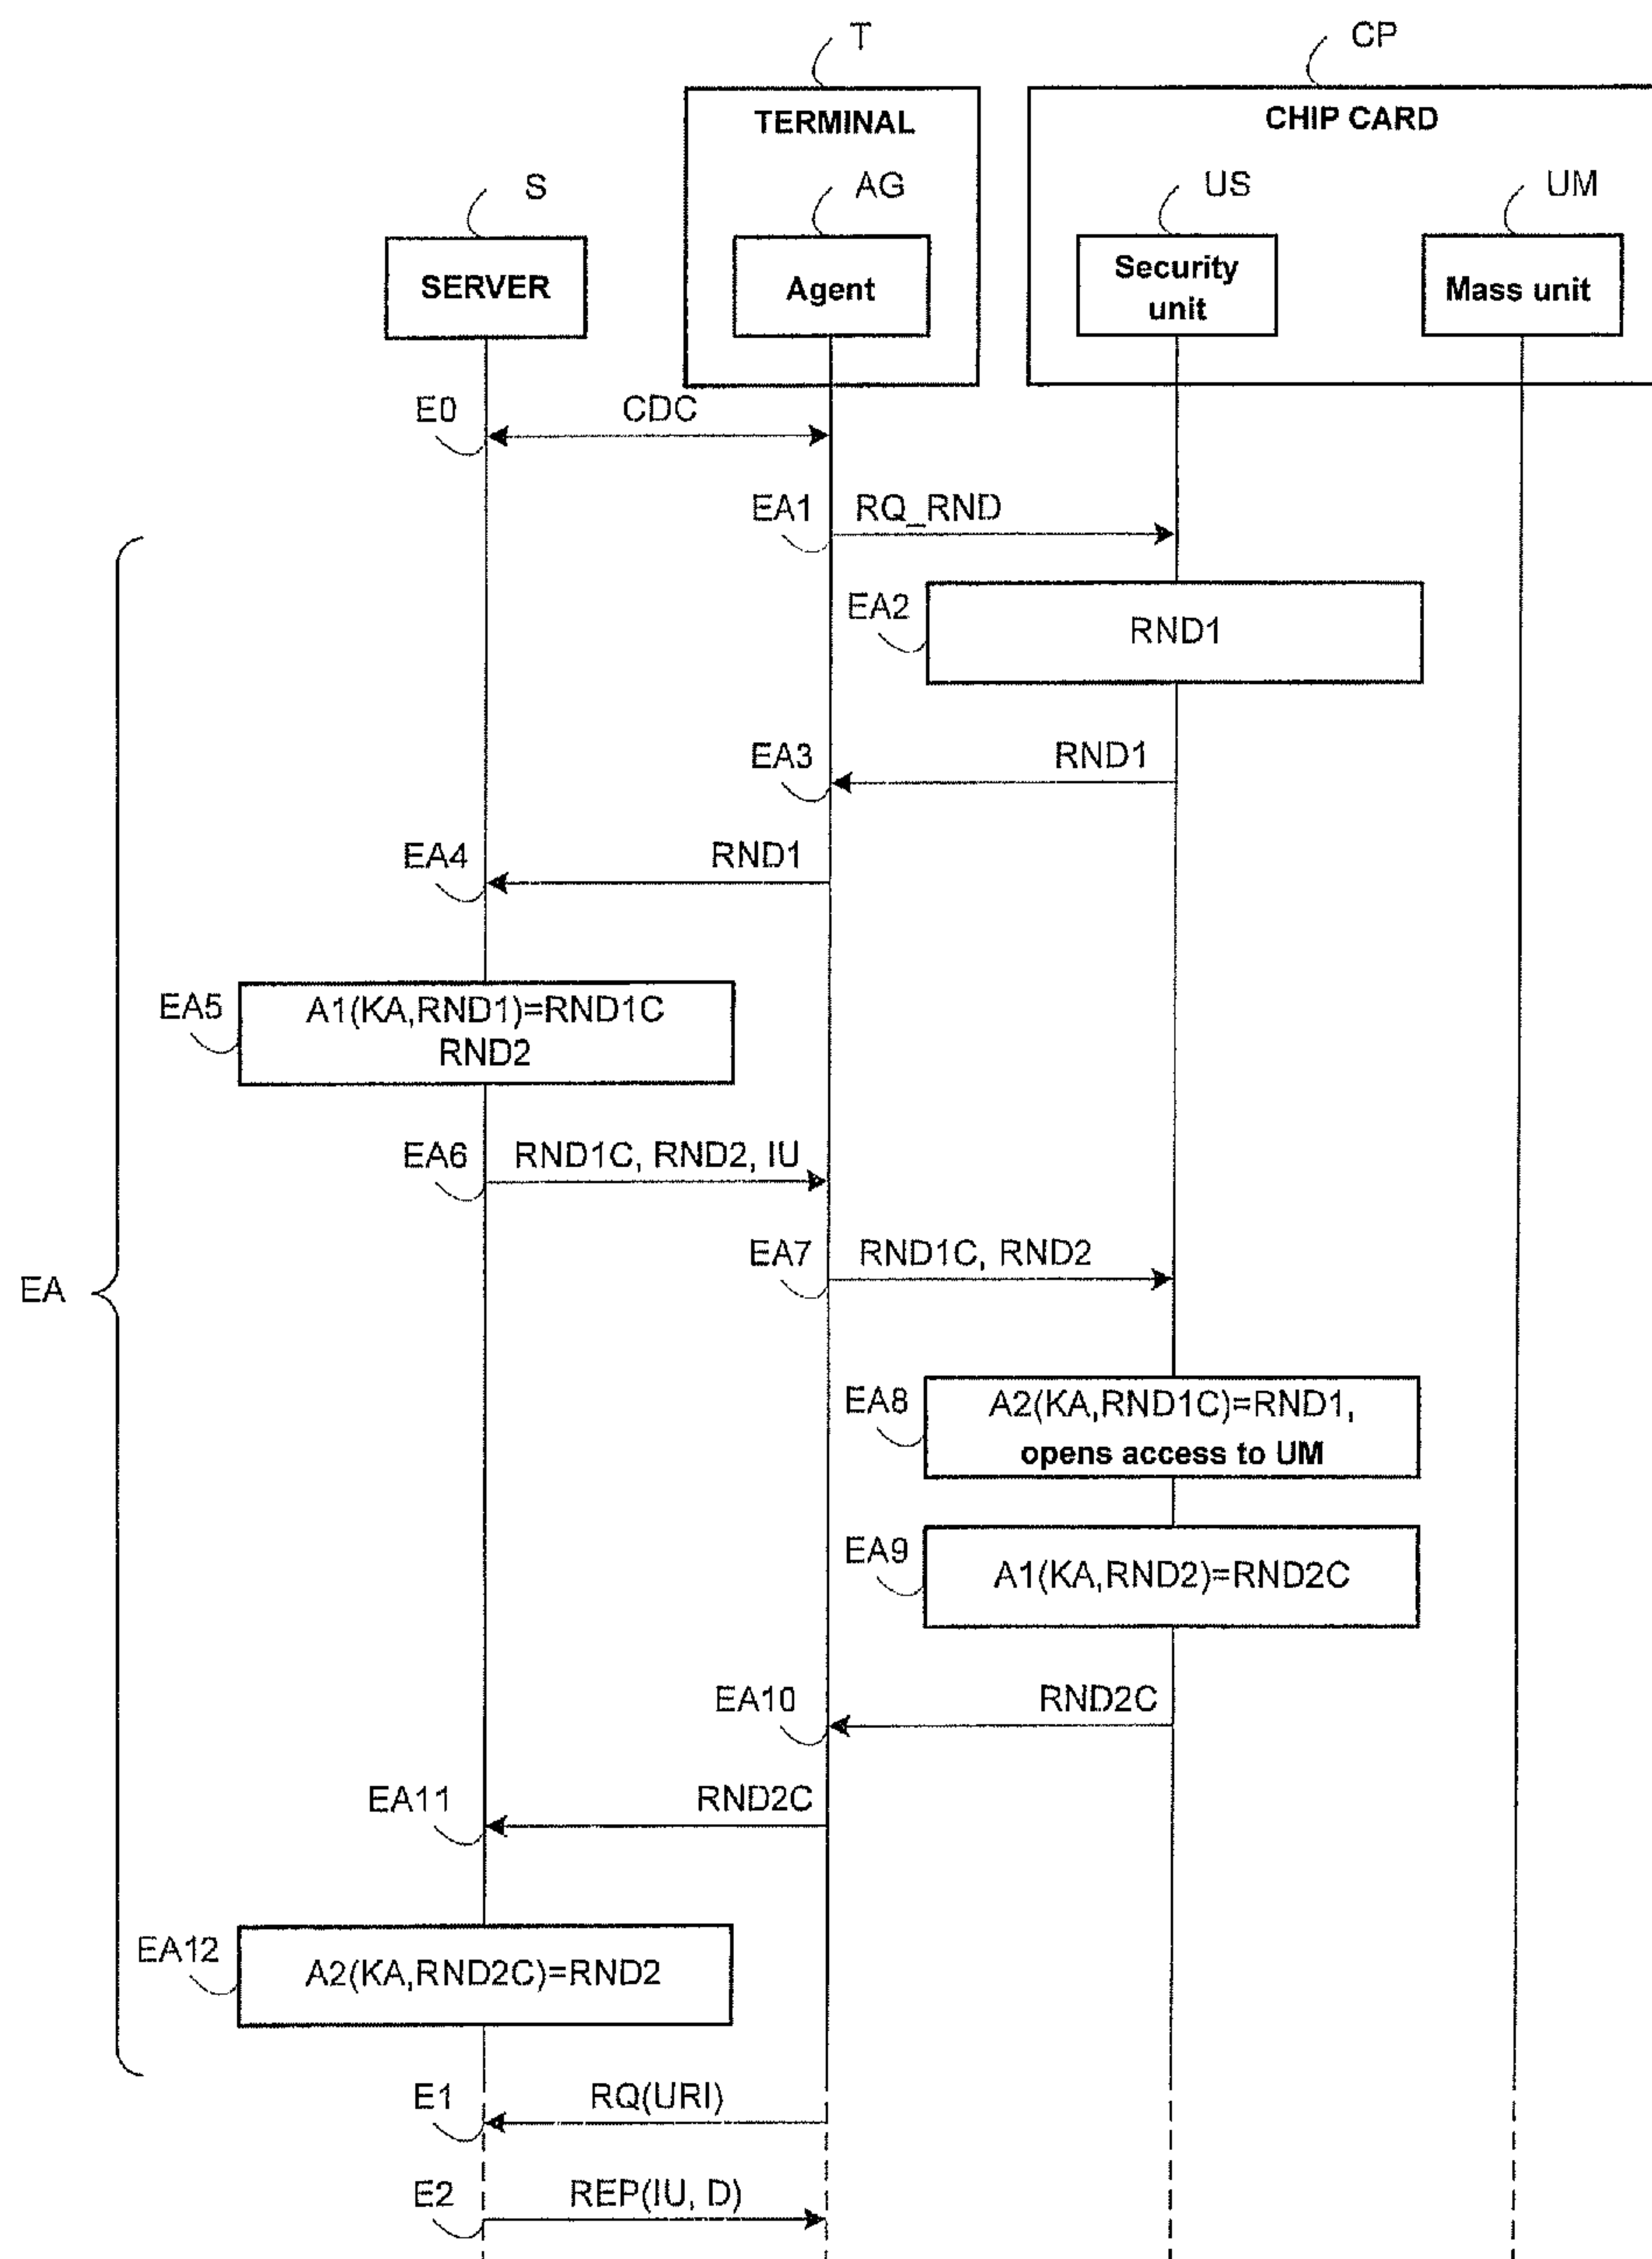 T
CP
TERMINAL
CHIP CARD
S
AG
US
UM
SERVER
Agent
Security
unit
Mass unit
E0
CDC
EA1
RQ_RND
EA2
RND1
EA3
RND1
EA4
RND1
EA5
A1(KA,RND1)=RND1C
RND2
EA6
RND1C, RND2, IU
EA7
RND1C, RND2
EA
EA8
A2(KA,RND1C)=RND1,
opens access to UM
EA9
A1(KA,RND2)=RND2C
EA10
RND2C
EA11
RND2C
EA12
A2(KA,RND2C)=RND2
E1
RQ(URI)
E2
REP(IU, D)